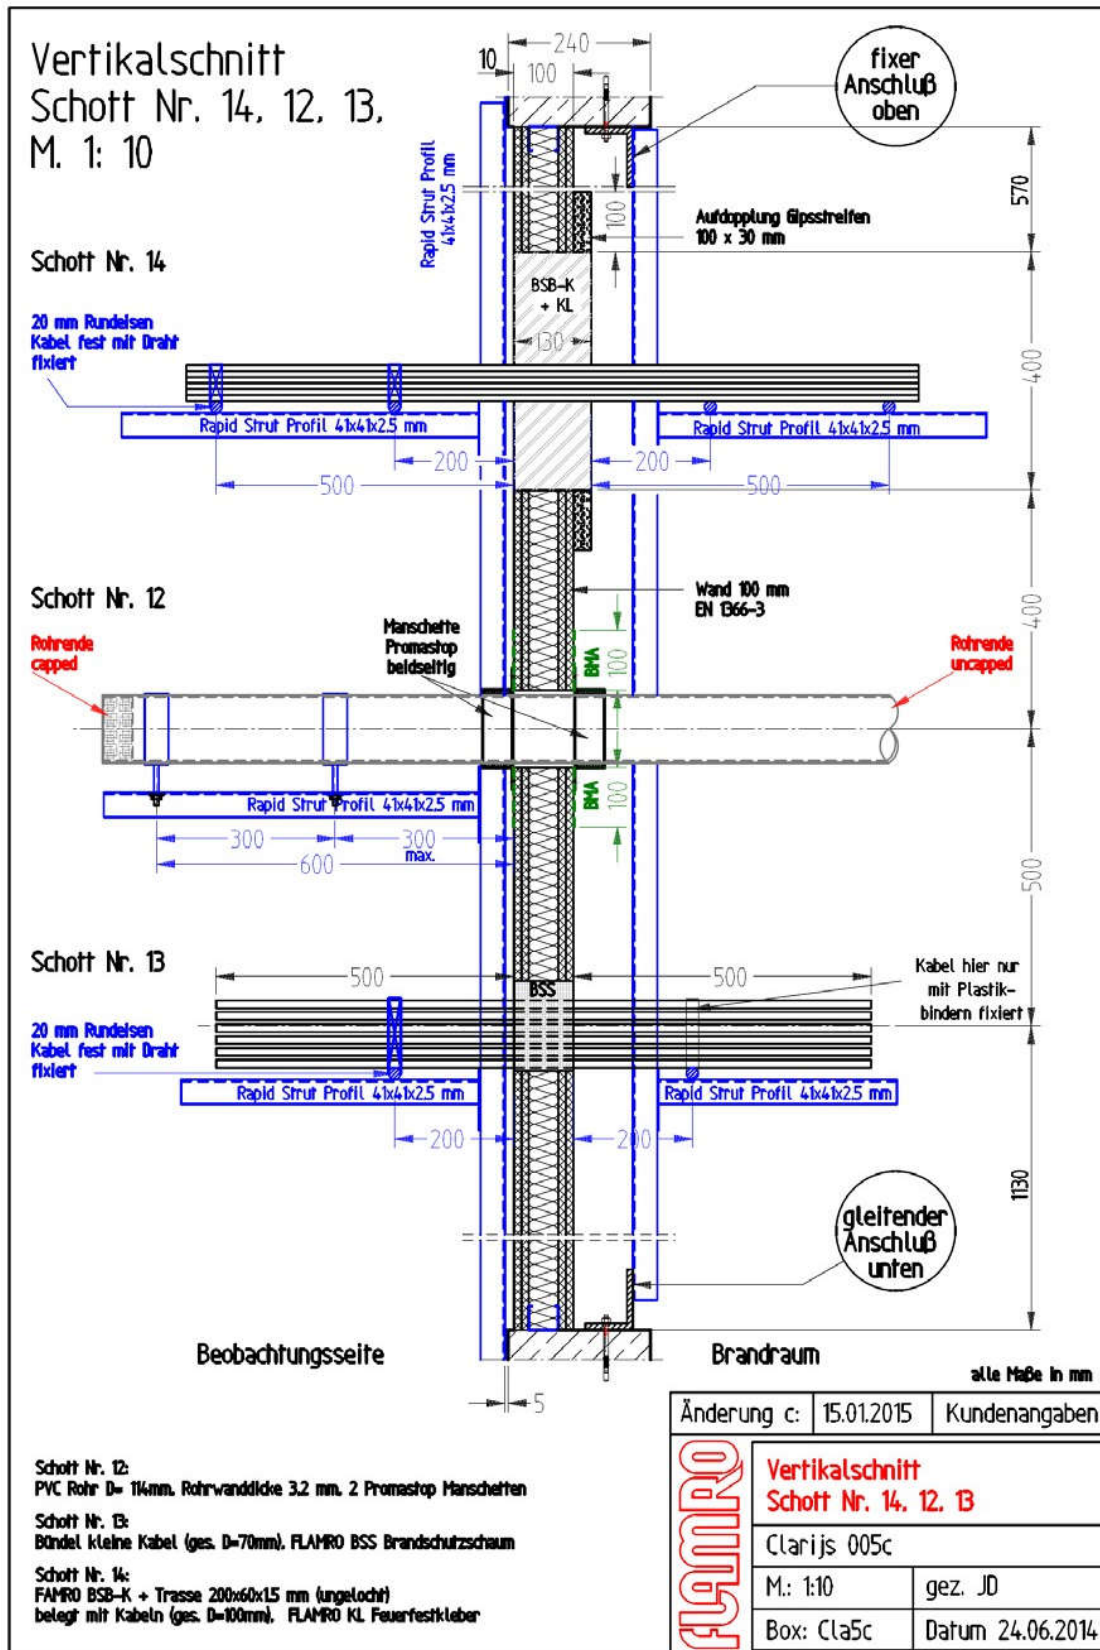 Vertikalschnitt
Schott Nr. 14, 12, 13,
M. 1: 10
240
10
100
fixer
Anschluß
oben
Rapid Strut Profil
41x41x2.5 mm
570
100
Aufdopplung Gipsstreifen
100 x 30 mm
Schott Nr. 14
BSB-K
+ KL
130
20 mm Rundeisen
Kabel fest mit Draht
fixiert
400
Rapid Strut Profil 41x41x2.5 mm
Rapid Strut Profil 41x41x2.5 mm
200
200
500
500
Schott Nr. 12
Wand 100 mm
EN 1366-3
400
Manschette
Promastop
beidseitig
BMA
100
Rohrende
capped
Rohrende
uncapped
BMA
100
Rapid Strut Profil 41x41x2.5 mm
300
300
max.
600
500
Schott Nr. 13
500
500
BSS
Kabel hier nur
mit Plastik-
bindern fixiert
20 mm Rundeisen
Kabel fest mit Draht
fixiert
Rapid Strut Profil 41x41x2.5 mm
Rapid Strut Profil 41x41x2.5 mm
200
200
1130
gleitender
Anschluß
unten
Beobachtungsseite
Brandraum
alle Maße in mm
5
Änderung c: 15.01.2015 Kundenangaben
FLAMRO
Vertikalschnitt
Schott Nr. 14, 12, 13
Clarijs 005c
M.: 1:10 gez. JD
Box: Cla5c Datum 24.06.2014
Schott Nr. 12:
PVC Rohr D= 114mm, Rohrwanddicke 3,2 mm, 2 Promastop Manschetten
Schott Nr. 13:
Bündel kleine Kabel (ges. D=70mm), FLAMRO BSS Brandschutzschaum
Schott Nr. 14:
FAMRO BSB-K + Trasse 200x60x1.5 mm (ungelocht)
belegt mit Kabeln (ges. D=100mm), FLAMRO KL Feuerfestkleber